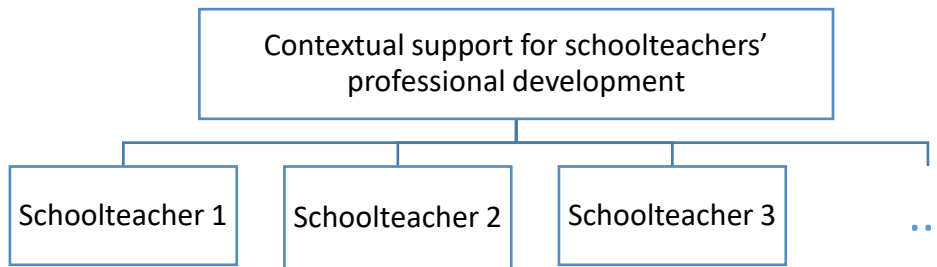 Contextual support for schoolteachers’
professional development
Schoolteacher 1
Schoolteacher 2
Schoolteacher 3
..